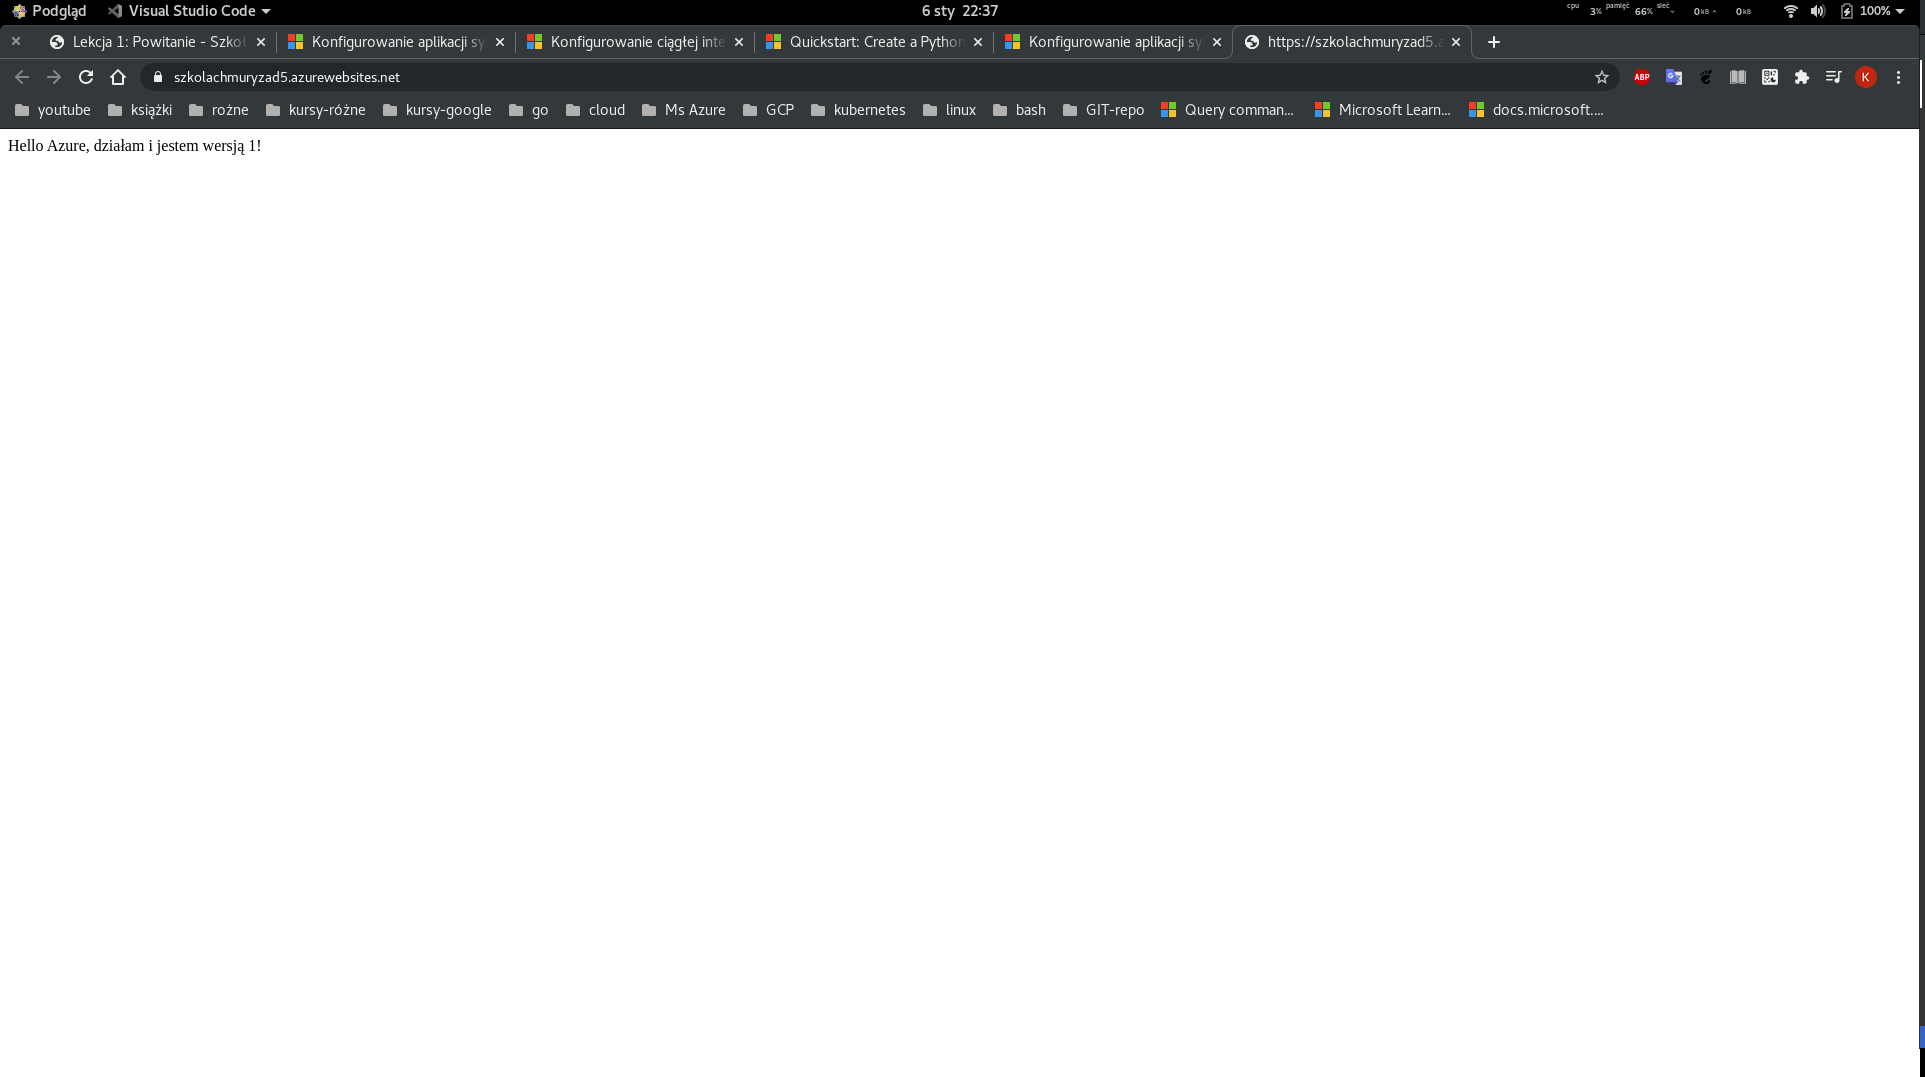 Podgląd Visual Studio Code 6 sty 22:37 cpu 3% pamięć 66% sieć 0 kB 0 kB 100%
Lekcja 1: Powitanie - Szkoł Konfigurowanie aplikacji sy Konfigurowanie ciągłej inte Quickstart: Create a Python Konfigurowanie aplikacji sy https://szkolachmuryzad5.a
szkolachmuryzad5.azurewebsites.net ABP G K
youtube książki rożne kursy-różne kursy-google go cloud Ms Azure GCP kubernetes linux bash GIT-repo Query comman... Microsoft Learn... docs.microsoft....
Hello Azure, działam i jestem wersją 1!